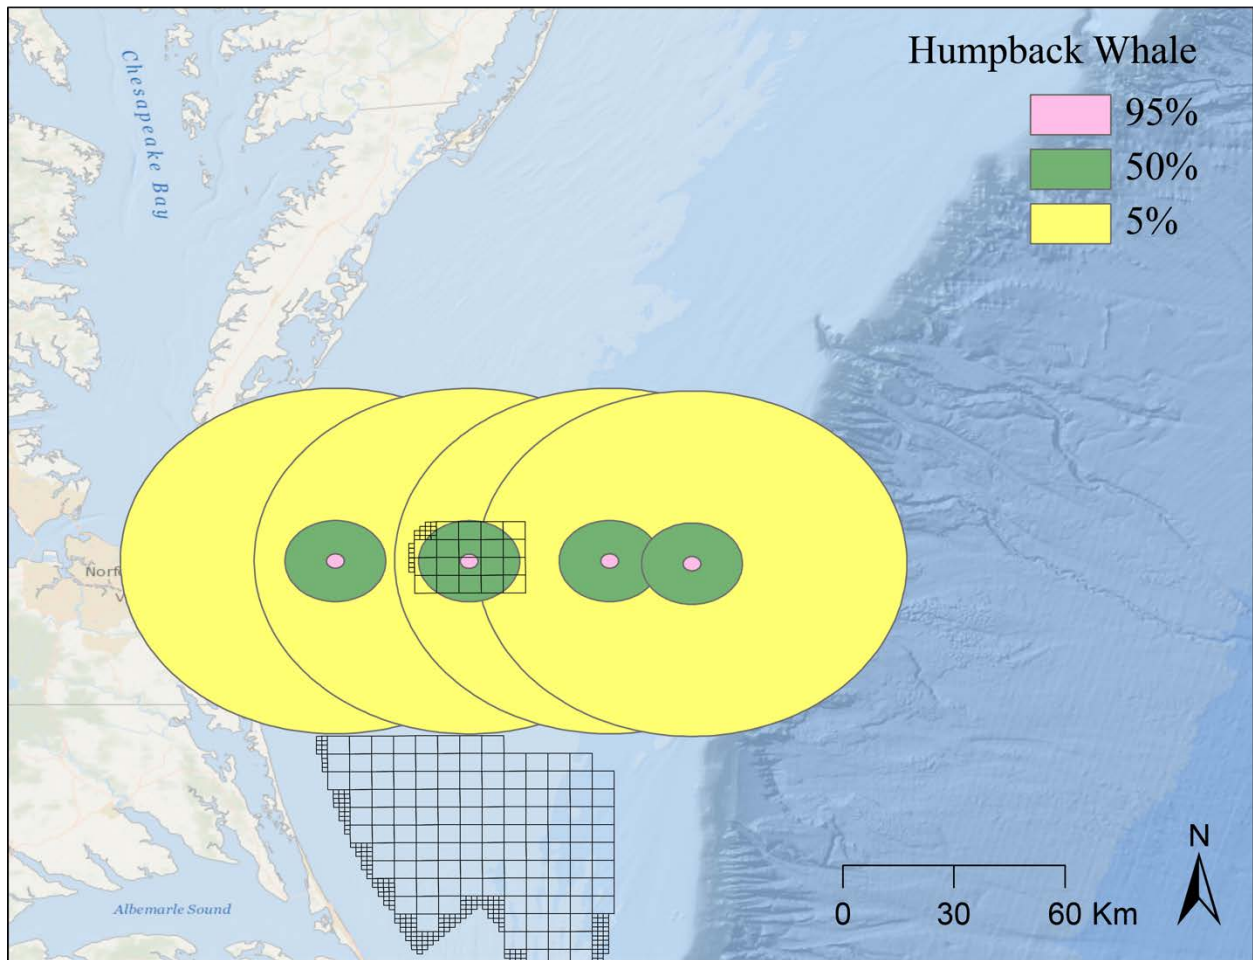 Humpback Whale
95%
50%
5%
Chesapeake Bay
Norf
V
Albemarle Sound
N
0 30 60 Km